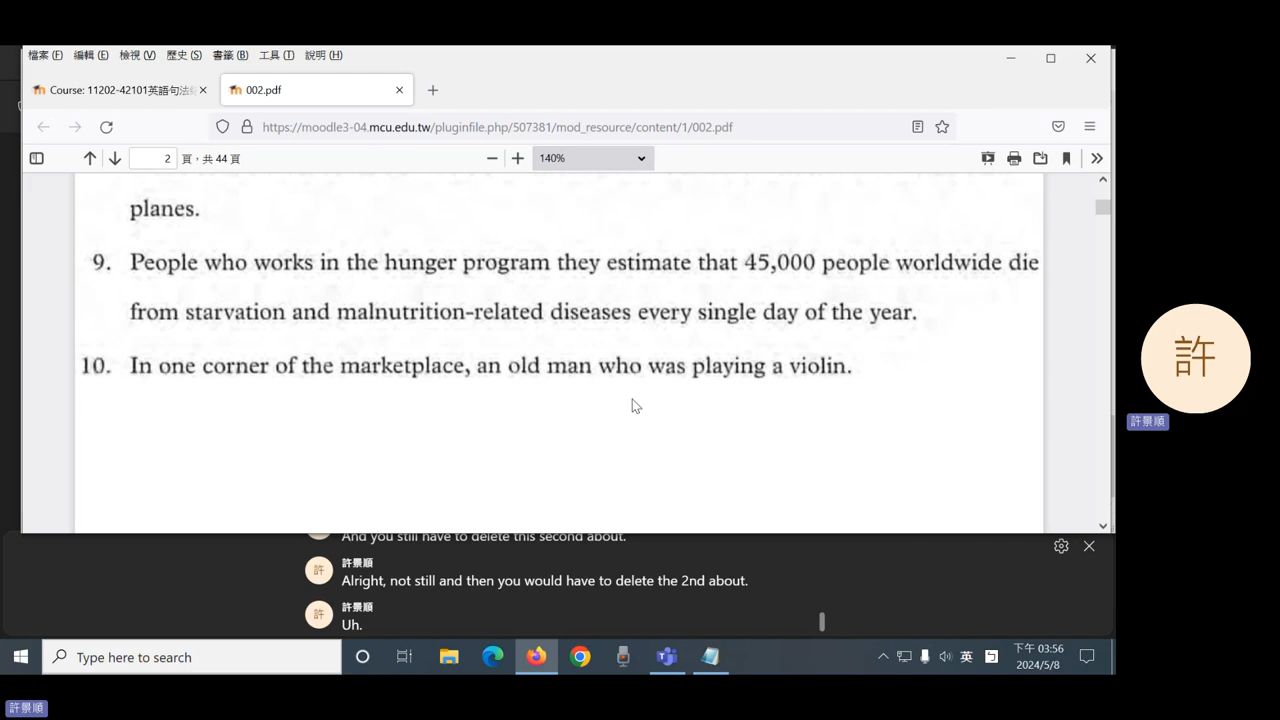 檔案 (F) 編輯 (E) 檢視 (V) 歷史 (S) 書籤 (B) 工具 (T) 說明 (H)
Course: 11202-42101英語句法
002.pdf
https://moodle3-04.mcu.edu.tw/pluginfile.php/507381/mod_resource/content/1/002.pdf
2 頁，共 44 頁
140%
planes.
9. People who works in the hunger program they estimate that 45,000 people worldwide die
from starvation and malnutrition-related diseases every single day of the year.
10. In one corner of the marketplace, an old man who was playing a violin.
許
許景順
And you still have to delete this second about.
許景順
許
Alright, not still and then you would have to delete the 2nd about.
許景順
許
Uh.
Type here to search
英
下午 03:56
2024/5/8
許景順